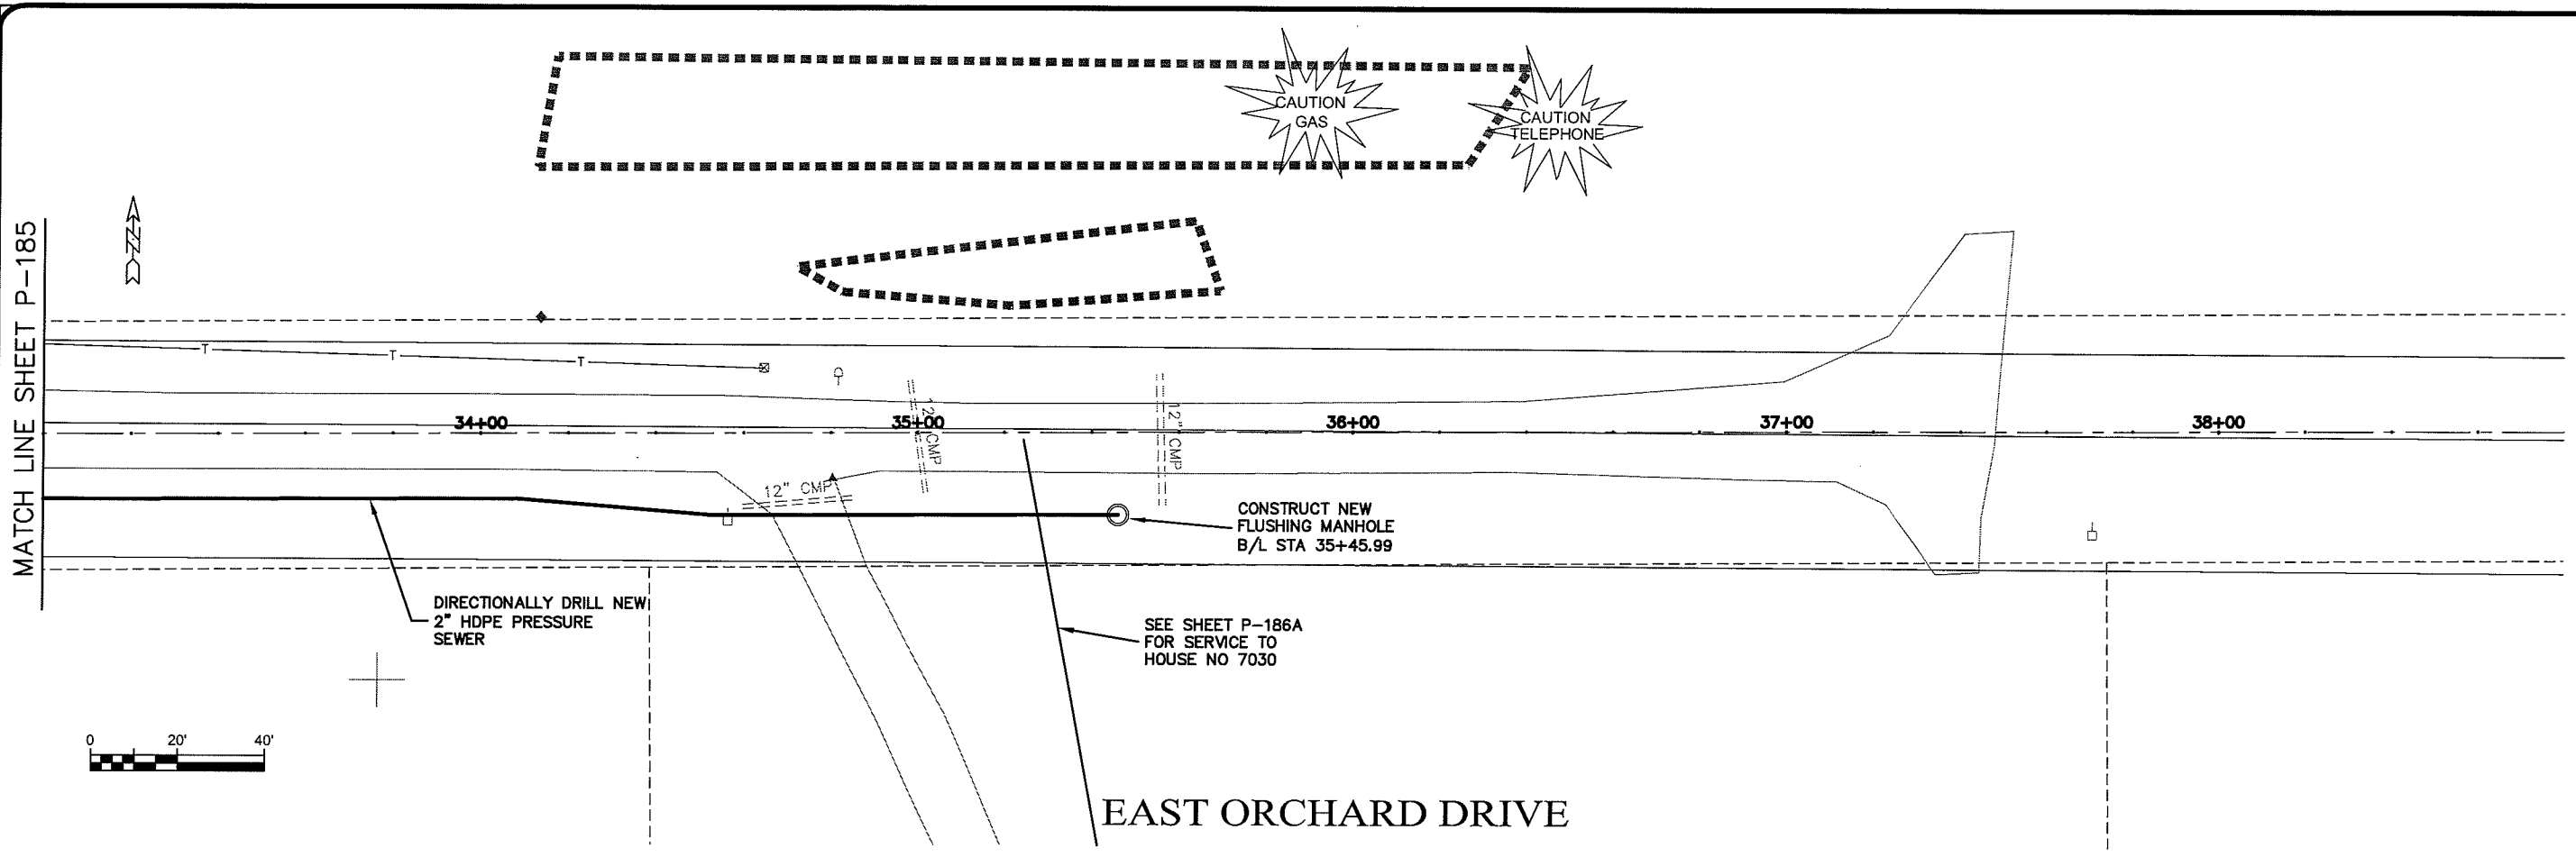 CAUTION
GAS
CAUTION
TELEPHONE
MATCH LINE SHEET P-185
N
T
T
T
34+00
35+00
36+00
37+00
38+00
12" CMP
12" CMP
12" CMP
CONSTRUCT NEW
FLUSHING MANHOLE
B/L STA 35+45.99
DIRECTIONALLY DRILL NEW
2" HDPE PRESSURE
SEWER
SEE SHEET P-186A
FOR SERVICE TO
HOUSE NO 7030
0 20' 40'
EAST ORCHARD DRIVE